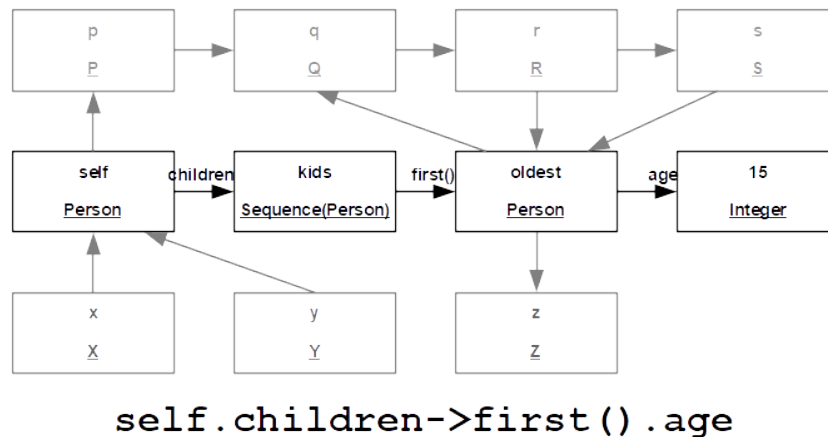 p
q
r
s
P
Q
R
S
self
children
kids
first()
oldest
age
15
Person
Sequence(Person)
Person
Integer
x
y
z
X
Y
Z
self.children->first().age